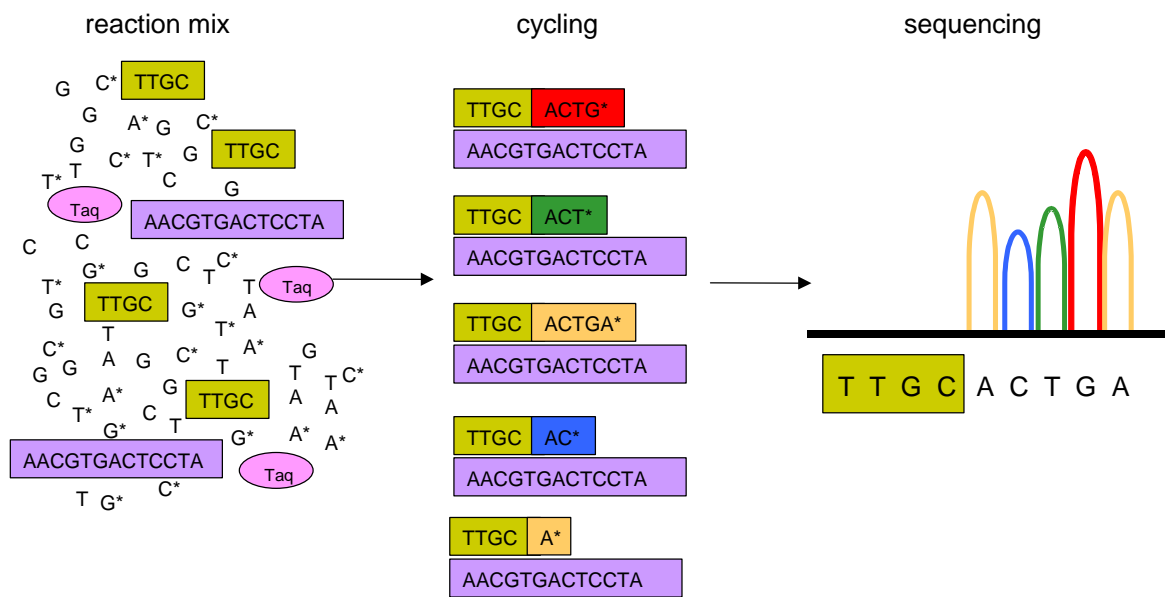 reaction mix
cycling
sequencing
G C* TTGC
G A* G C*
G C* T* G TTGC
T* T C G
Taq
AACGTGACTCCTA
C C
G* G C T C*
T* TTGC T Taq
G G* A
T T*
C* A G C* A* G
G G T T T C*
A* G TTGC A A
C T* C T A
G* G* A* A*
AACGTGACTCCTA
Taq
T G* C*
TTGC ACTG*
AACGTGACTCCTA
TTGC ACT*
AACGTGACTCCTA
TTGC ACTGA*
AACGTGACTCCTA
TTGC AC*
AACGTGACTCCTA
TTGC A*
AACGTGACTCCTA
T T G C A C T G A